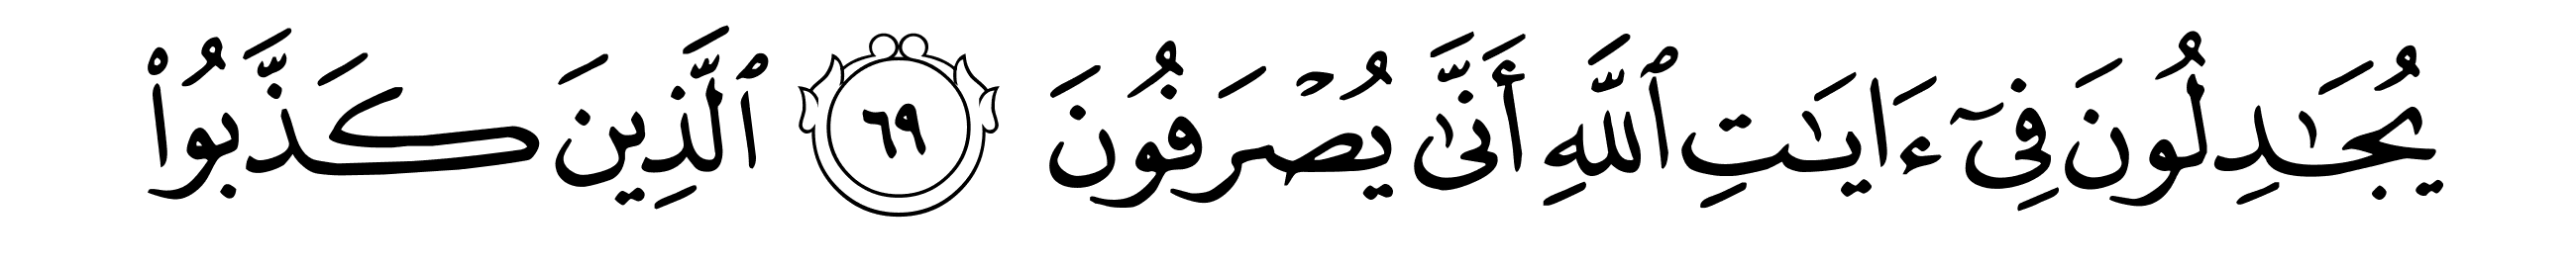 يُجَٰدِلُونَ فِىٓ ءَايَٰتِ ٱللَّهِ أَنَّىٰ يُصْرَفُونَ ٦٩ ٱلَّذِينَ كَذَّبُوا۟